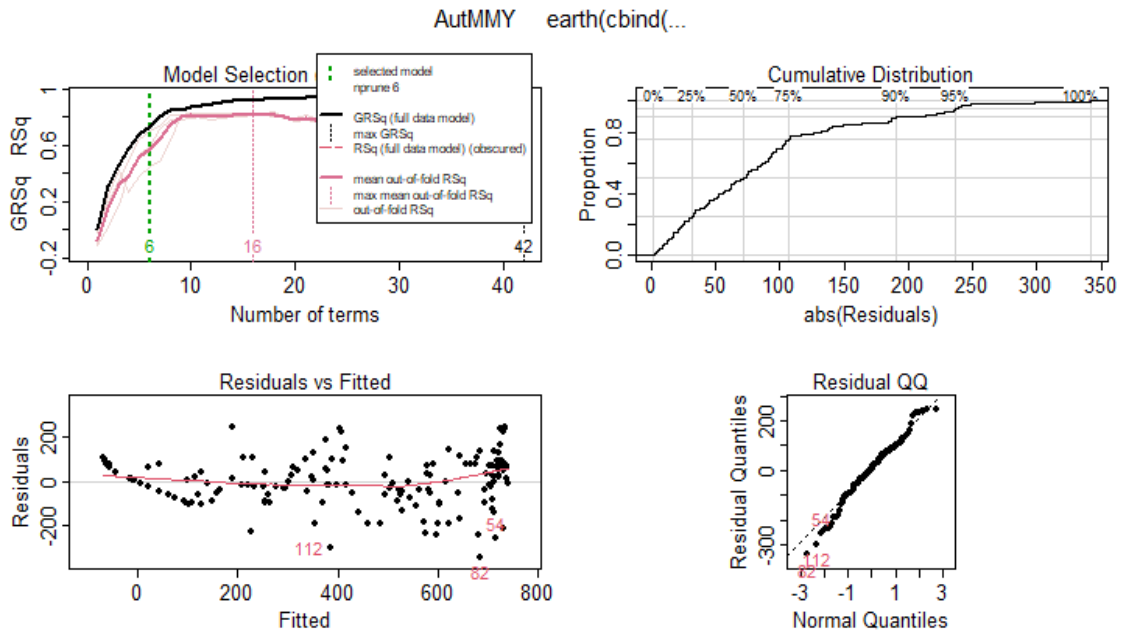 AutMMY earth(cbind(...
Model Selection
selected model
nprune 6
GRSq (full data model)
max GRSq
RSq (full data model) (obscured)
mean out-of-fold RSq
max mean out-of-fold RSq
out-of-fold RSq
GRSq RSq
1
0.6
0.2
-0.2
6
16
42
0
10
20
30
40
Number of terms
Cumulative Distribution
0% 25% 50% 75% 90% 95% 100%
Proportion
0.8
0.4
0.0
0 50 100 150 200 250 300 350
abs(Residuals)
Residuals vs Fitted
Residuals
200
0
-200
54
112
82
0 200 400 600 800
Fitted
Residual QQ
Residual Quantiles
200
0
-300
54
112
82
-3 -1 1 3
Normal Quantiles